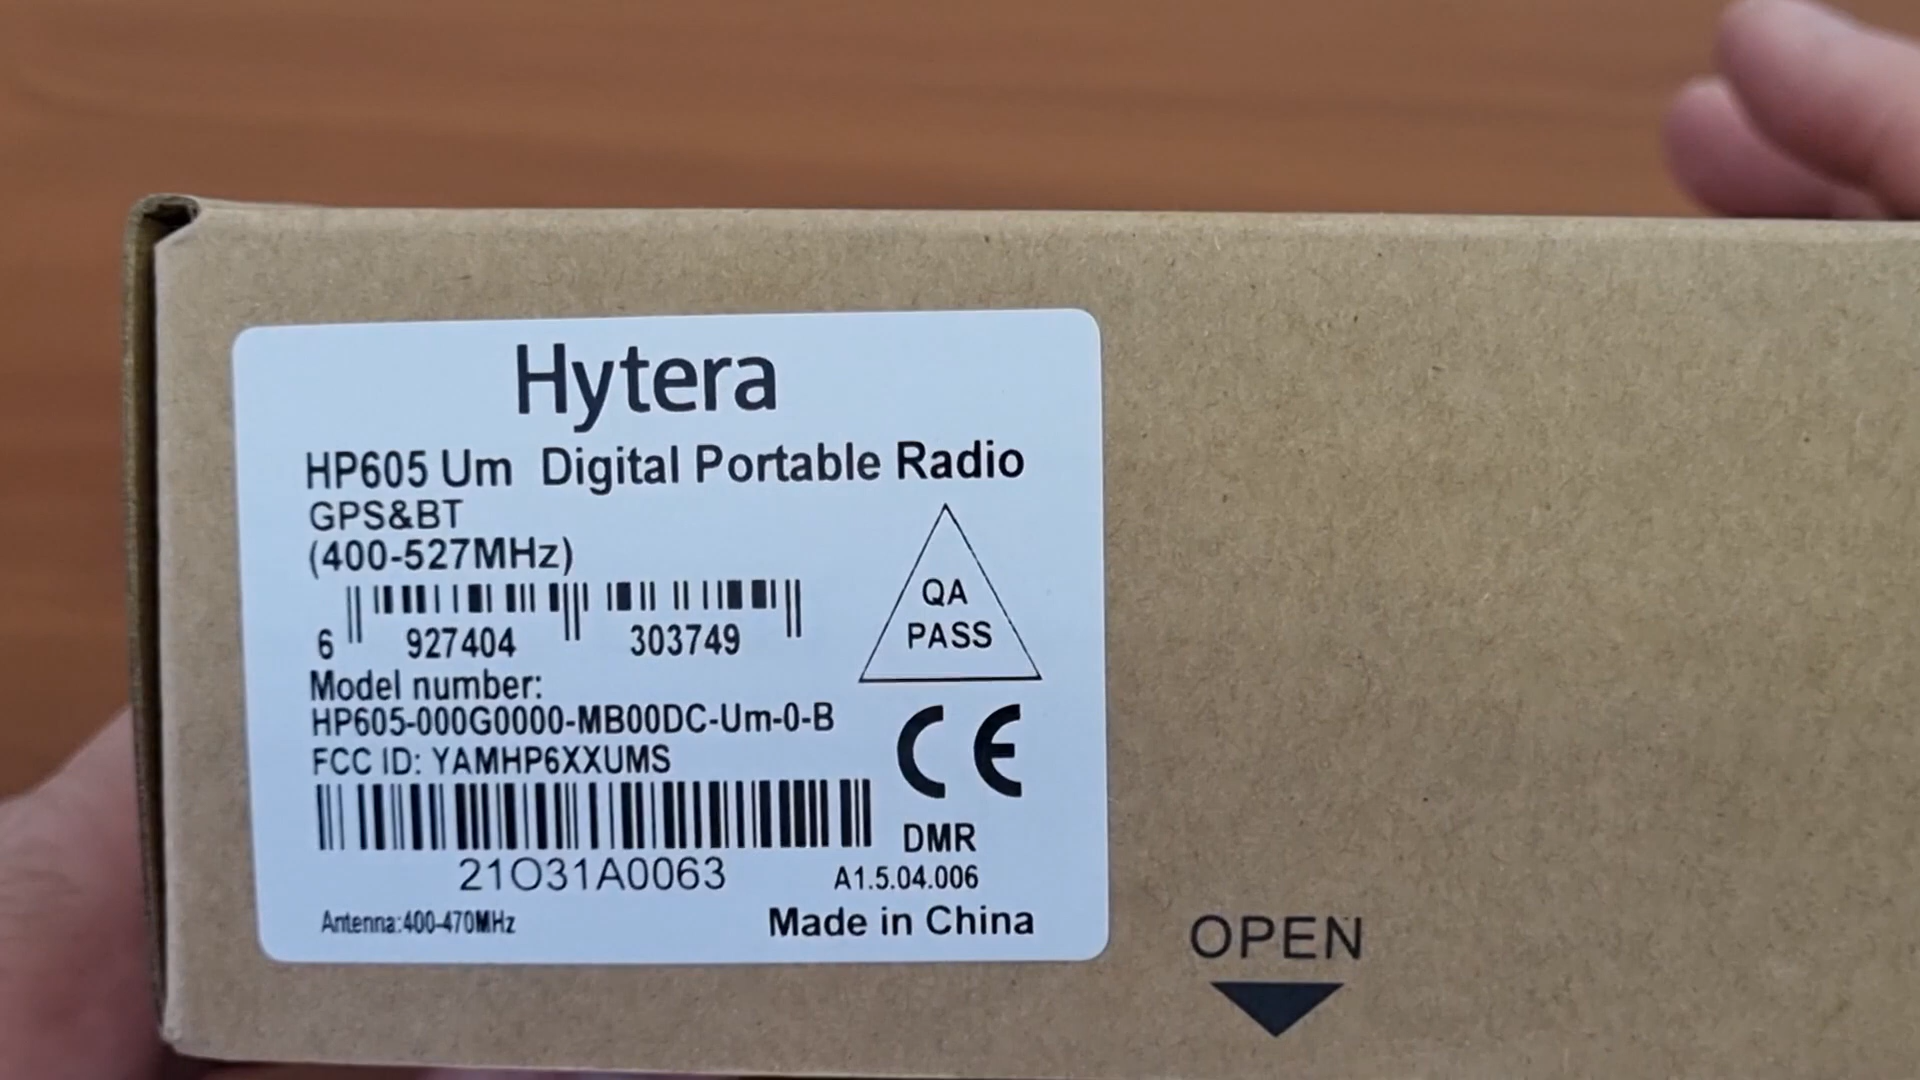 Hytera
HP605 Um Digital Portable Radio
GPS&BT
(400-527MHz)
6 927404 303749
QA
PASS
Model number:
HP605-000G0000-MB00DC-Um-0-B
FCC ID: YAMHP6XXUMS
CE
DMR
21O31A0063
A1.5.04.006
Antenna:400-470MHz
Made in China
OPEN